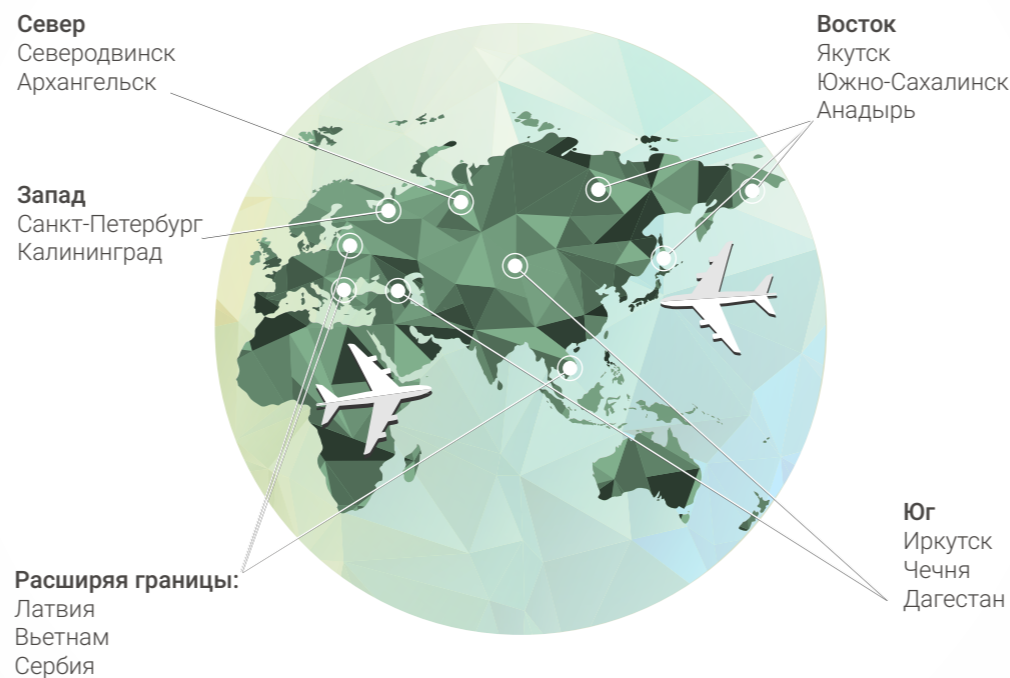 Север
Северодвинск
Архангельск
Восток
Якутск
Южно-Сахалинск
Анадырь
Запад
Санкт-Петербург
Калининград
Юг
Иркутск
Чечня
Дагестан
Расширяя границы:
Латвия
Вьетнам
Сербия